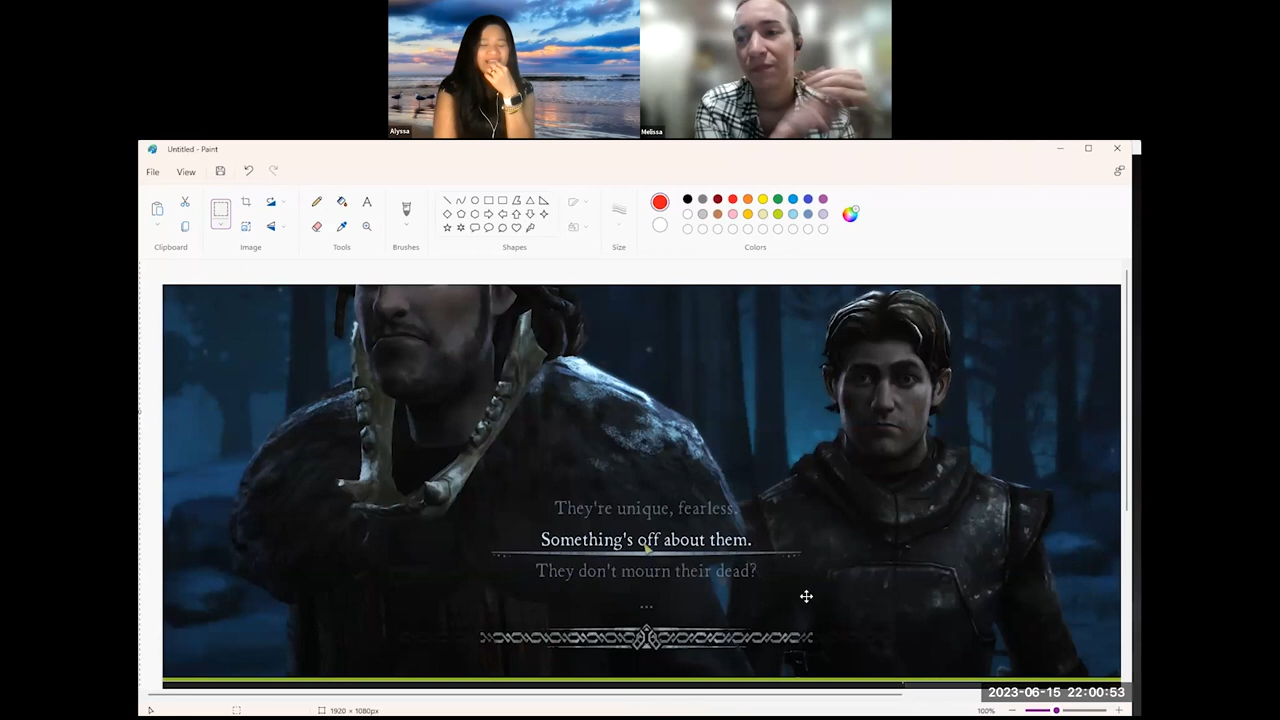 Alyssa
Melissa
Untitled - Paint
File
View
Clipboard
Image
Tools
Brushes
Shapes
Size
Colors
A
They're unique, fearless.
Something's off about them.
They don't mourn their dead?
...
2023-06-15 22:00:53
1920 × 1080px
100%